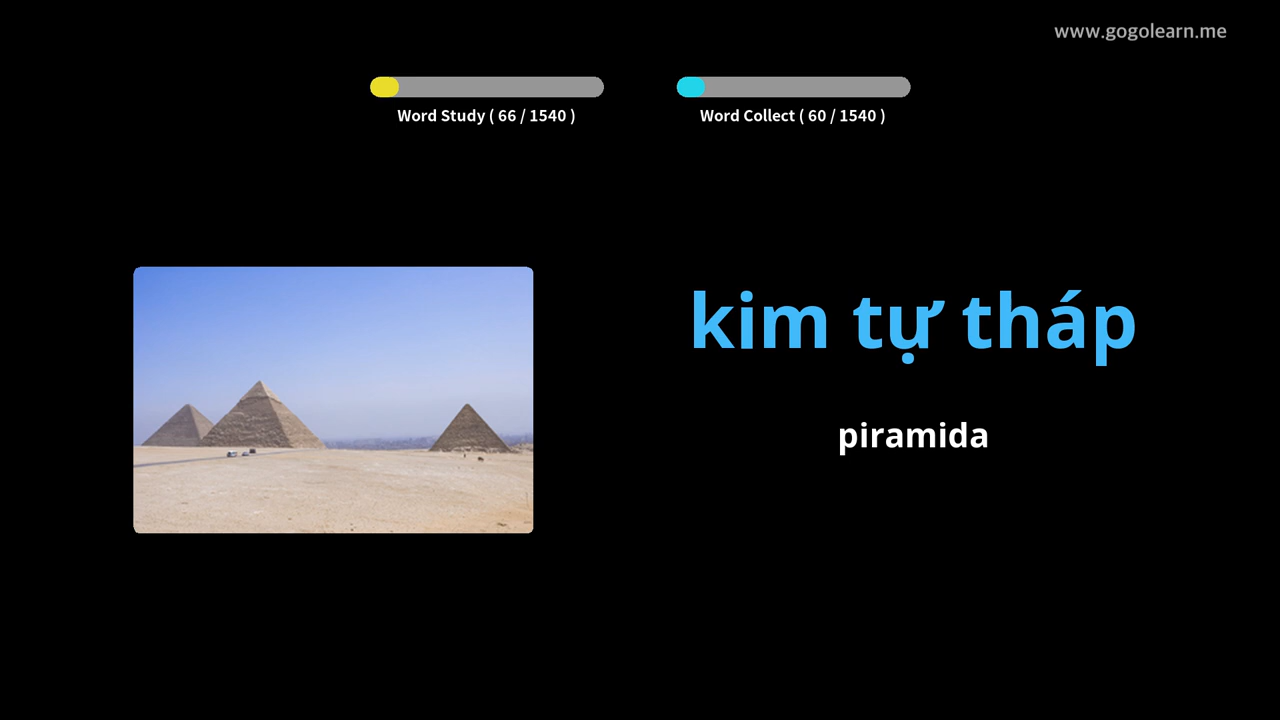 www.gogolearn.me
Word Study ( 66 / 1540 )
Word Collect ( 60 / 1540 )
kim tự tháp
piramida